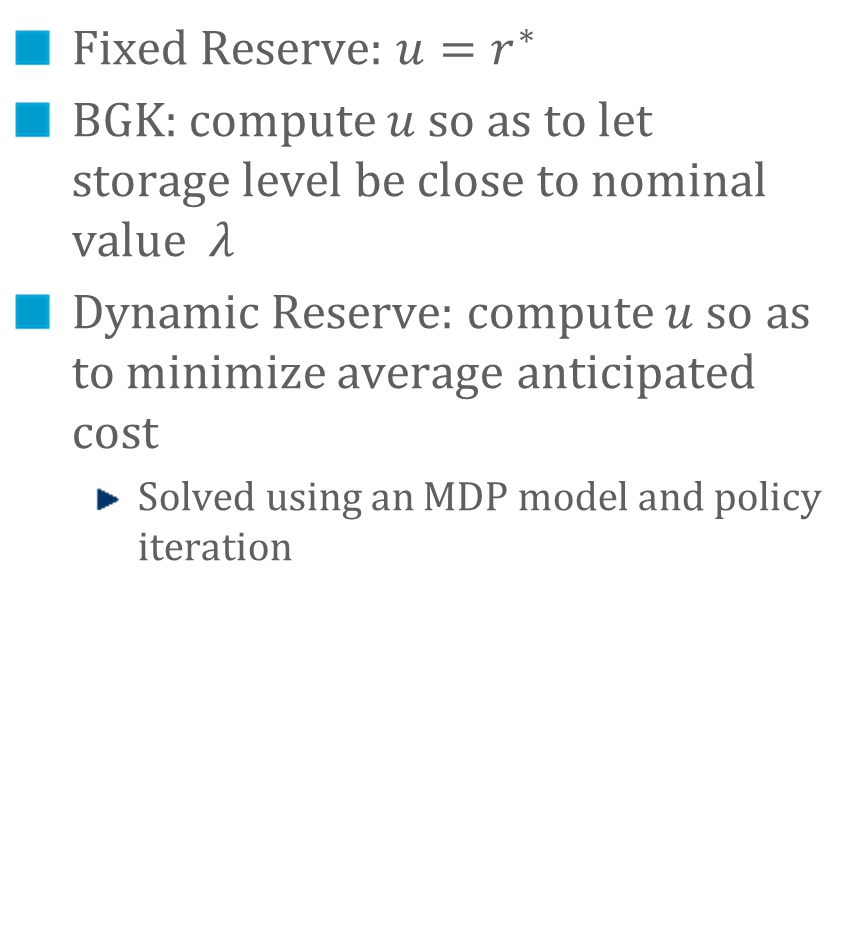 Fixed Reserve: 𝑢 = 𝑟*
BGK: compute 𝑢 so as to let
storage level be close to nominal
value 𝜆
Dynamic Reserve: compute 𝑢 so as
to minimize average anticipated
cost
Solved using an MDP model and policy
iteration